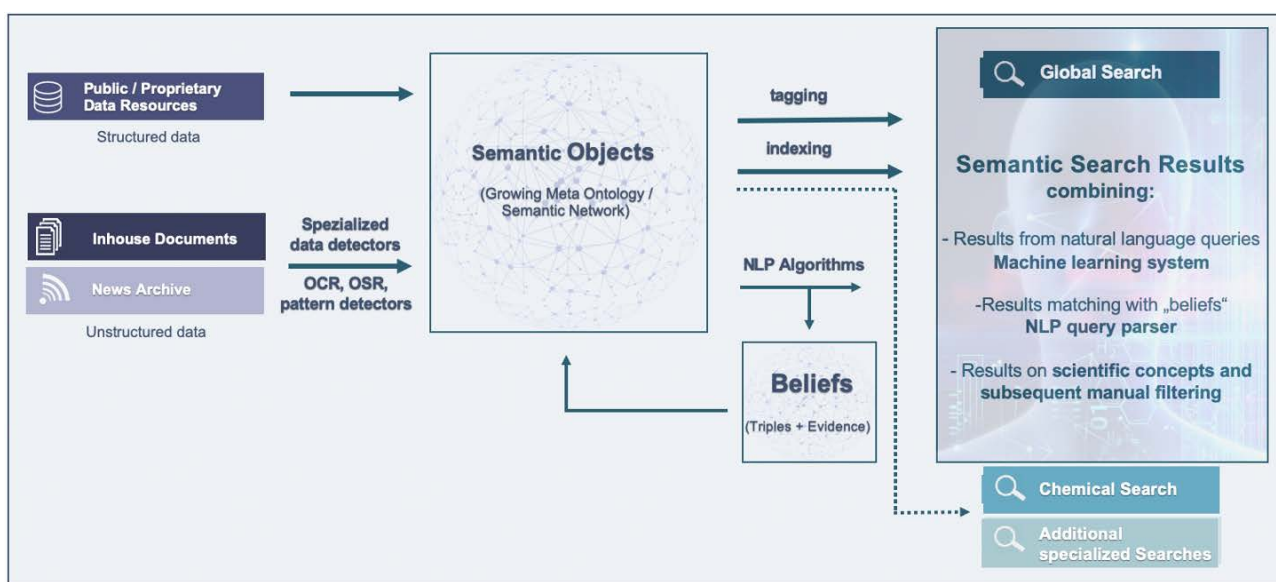 Public / Proprietary
Data Resources
Structured data
Inhouse Documents
News Archive
Unstructured data
Spezialized
data detectors
OCR, OSR,
pattern detectors
Semantic Objects
(Growing Meta Ontology /
Semantic Network)
tagging
indexing
NLP Algorithms
Beliefs
(Triples + Evidence)
Global Search
Semantic Search Results
combining:
- Results from natural language queries
Machine learning system
-Results matching with „beliefs“
NLP query parser
- Results on scientific concepts and
subsequent manual filtering
Chemical Search
Additional
specialized Searches